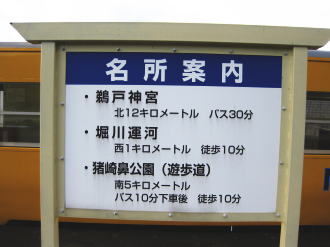 名所案内
・鵜戸神宮
北12キロメートル バス30分
・堀川運河
西1キロメートル 徒歩10分
・猪崎鼻公園（遊歩道）
南5キロメートル
バス10分下車後 徒歩10分